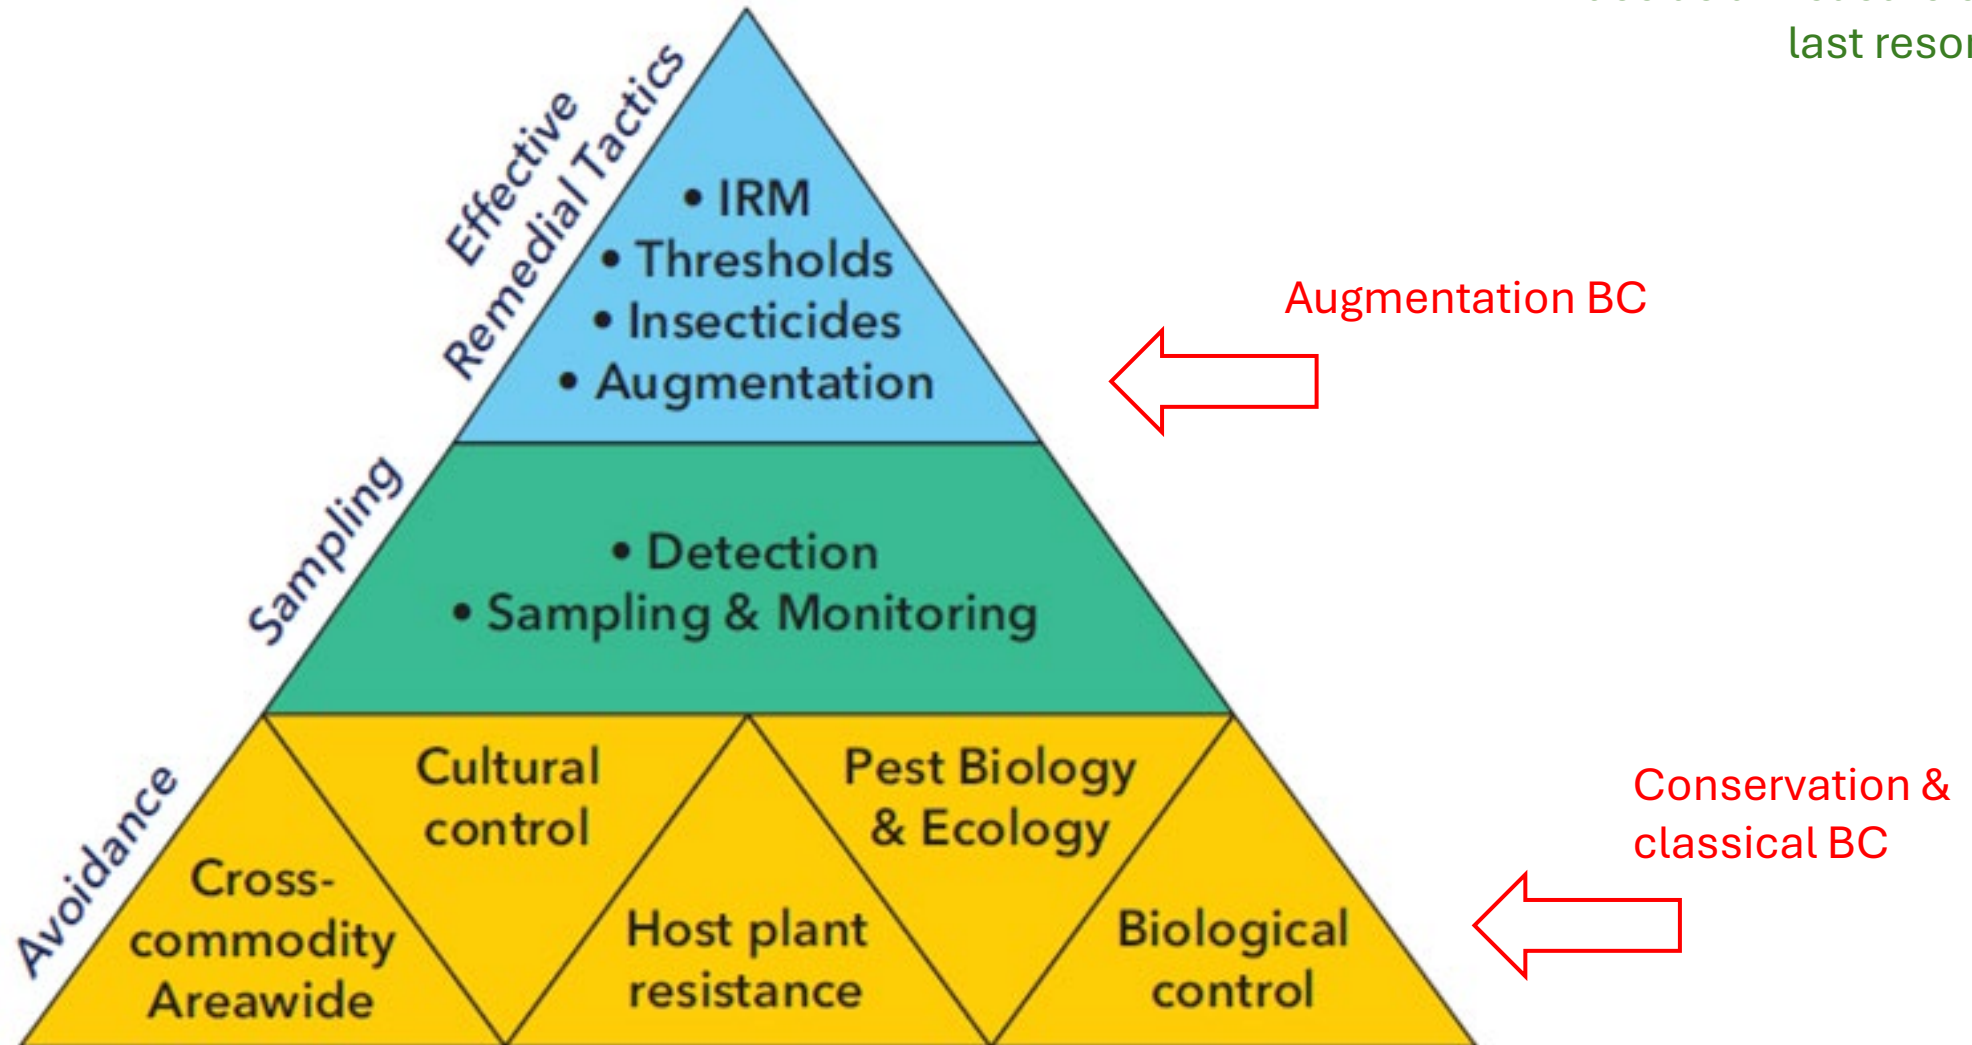 last
Effective
Remedial Tactics
• IRM
• Thresholds
• Insecticides
• Augmentation
Augmentation BC
Sampling
• Detection
• Sampling & Monitoring
Avoidance
Cultural
control
Pest Biology
& Ecology
Cross-
commodity
Areawide
Host plant
resistance
Biological
control
Conservation &
classical BC